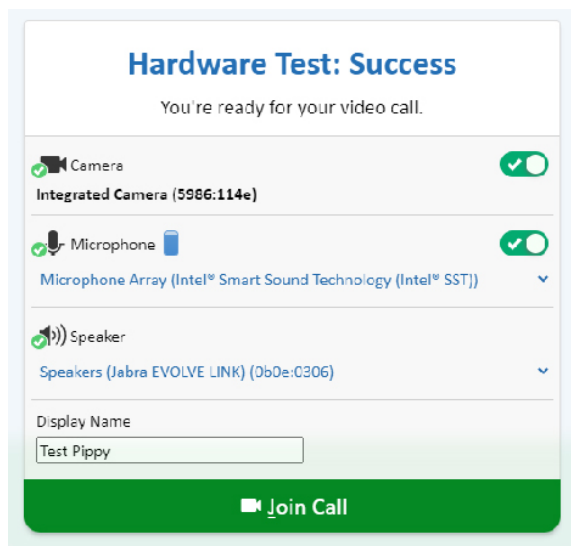 Hardware Test: Success
You're ready for your video call.
Camera
Integrated Camera (5986:114e)
Microphone
Microphone Array (Intel® Smart Sound Technology (Intel® SST))
Speaker
Speakers (Jabra EVOLVE LINK) (0b0e:0306)
Display Name
Test Pippy
Join Call